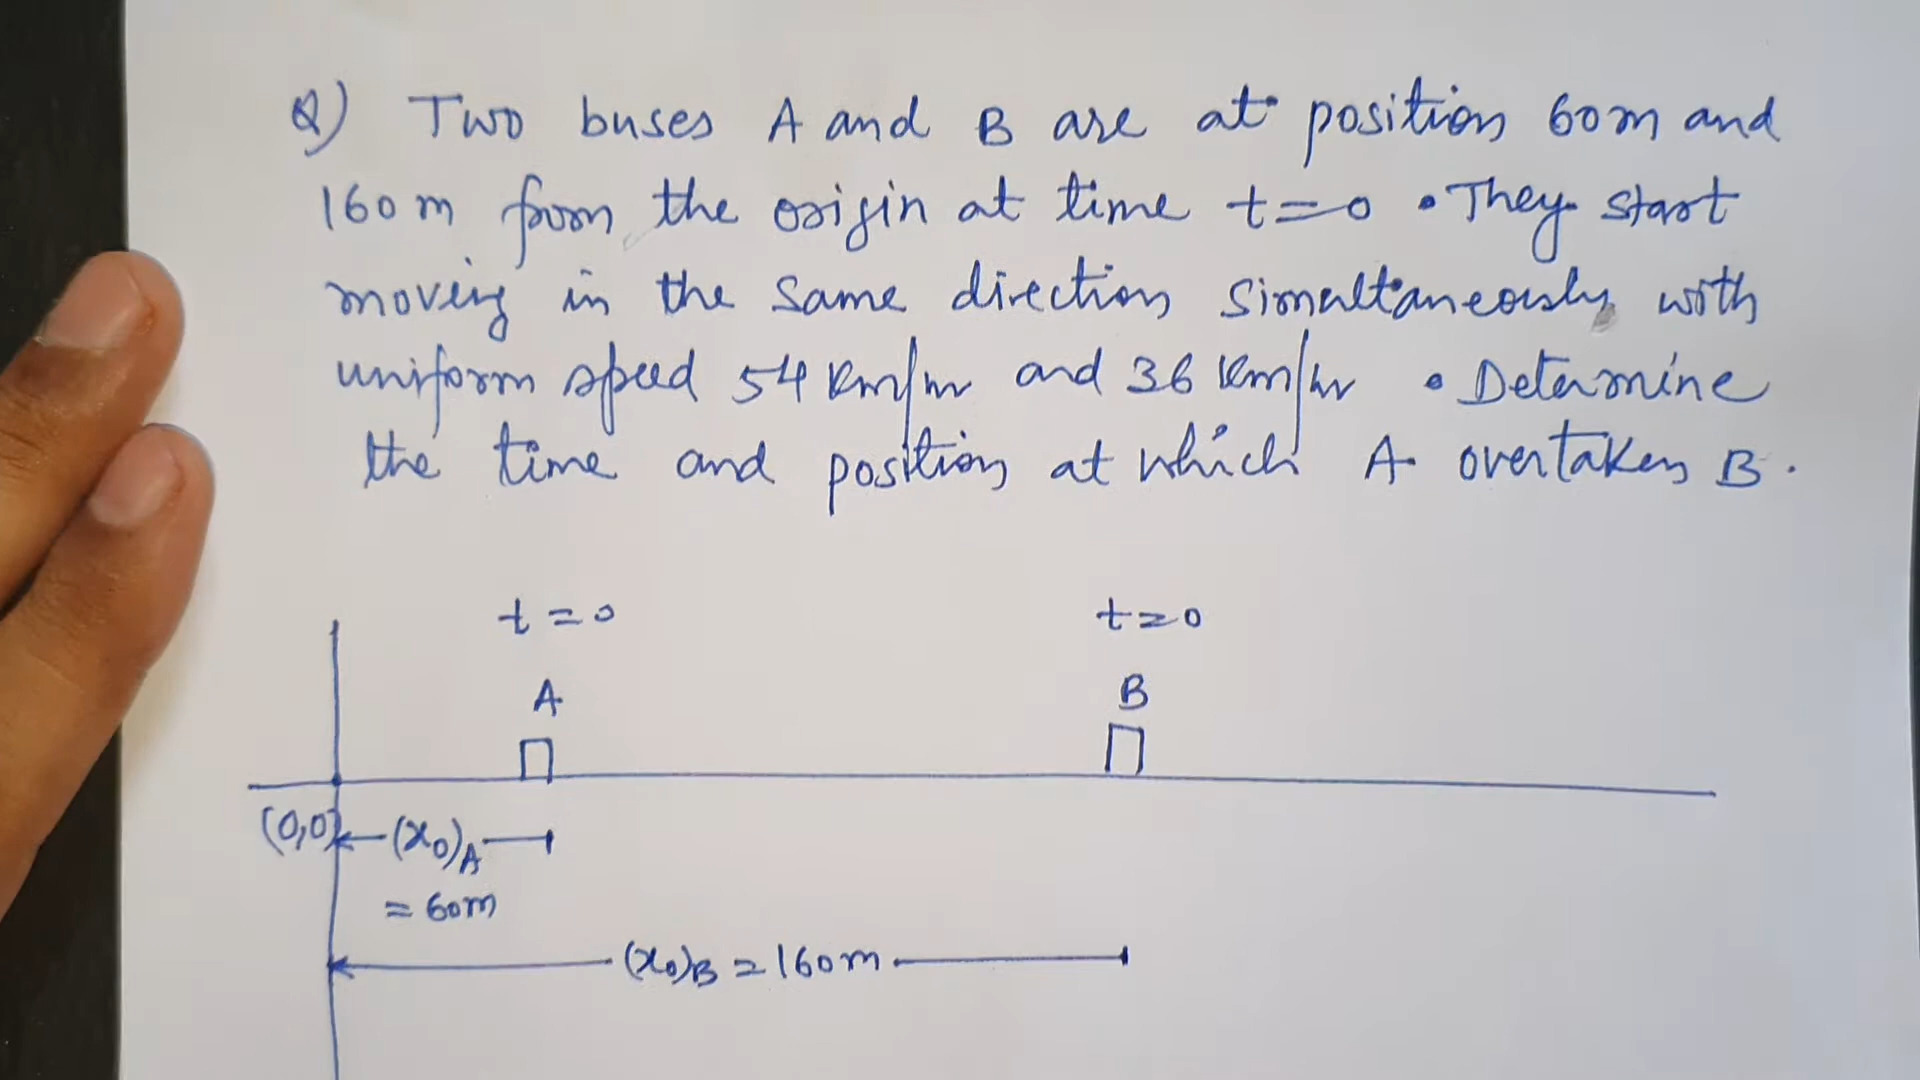 Q) Two buses A and B are at position 60m and
160m from the origin at time t=0 . They start
moving in the same direction simultaneously with
uniform speed 54 Km/hr and 36 Km/hr . Determine
the time and position at which A overtakes B .
t=0 t=0
A B
(0,0) (x₀)A
= 60m
(x₀)B = 160m